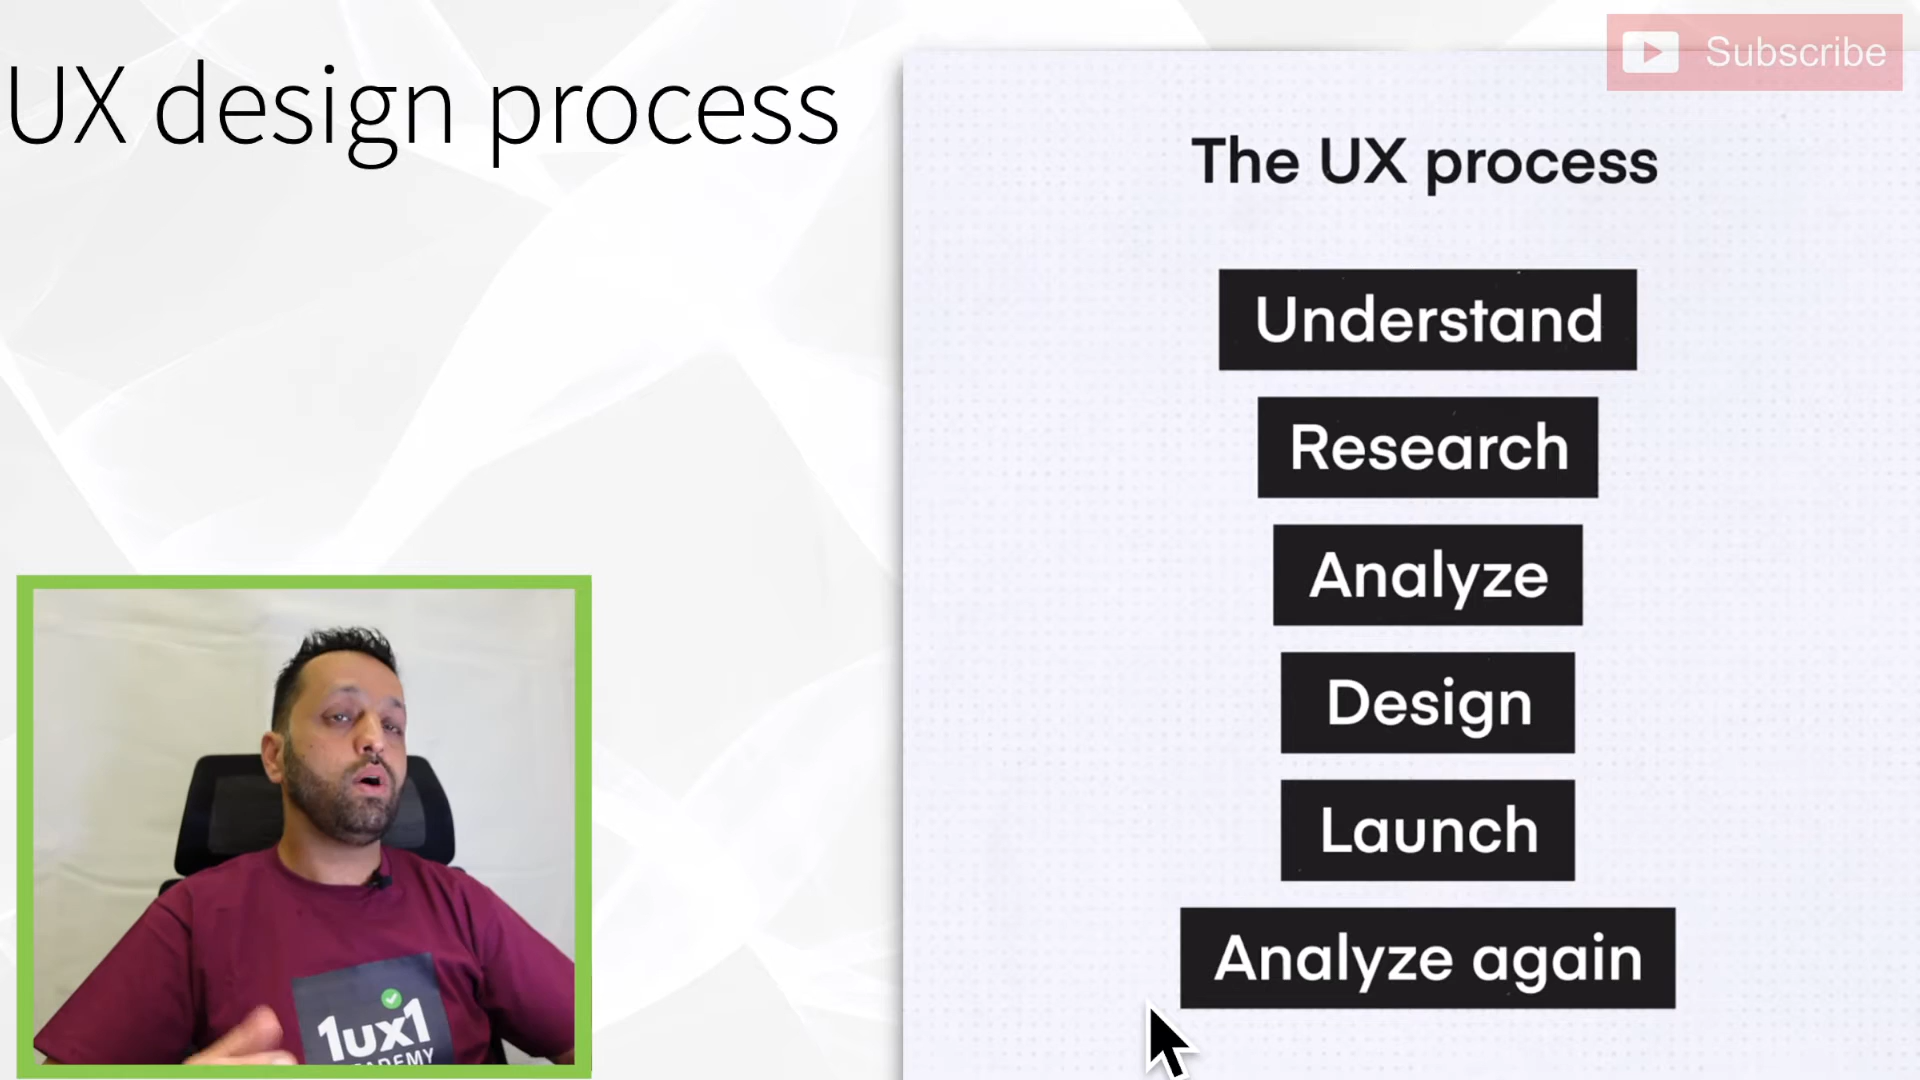 UX design process
Subscribe
The UX process
Understand
Research
Analyze
Design
Launch
Analyze again
1ux1